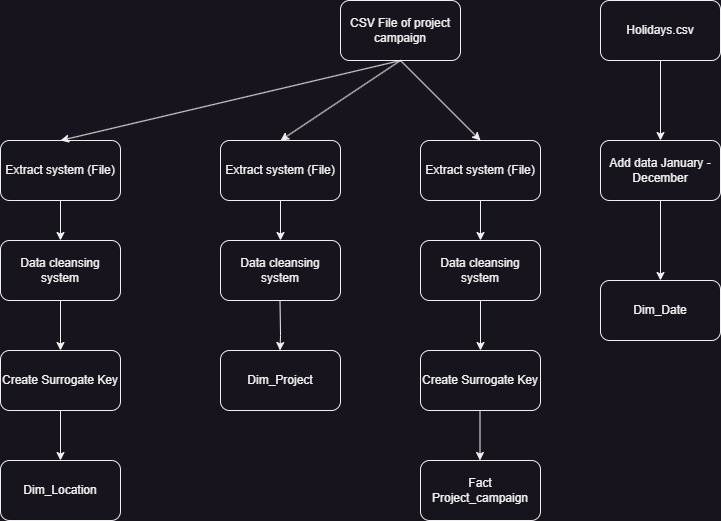 CSV File of project
campaign
Holidays.csv
Extract system (File)
Extract system (File)
Extract system (File)
Add data January -
December
Data cleansing
system
Data cleansing
system
Data cleansing
system
Dim_Date
Create Surrogate Key
Dim_Project
Create Surrogate Key
Dim_Location
Fact
Project_campaign